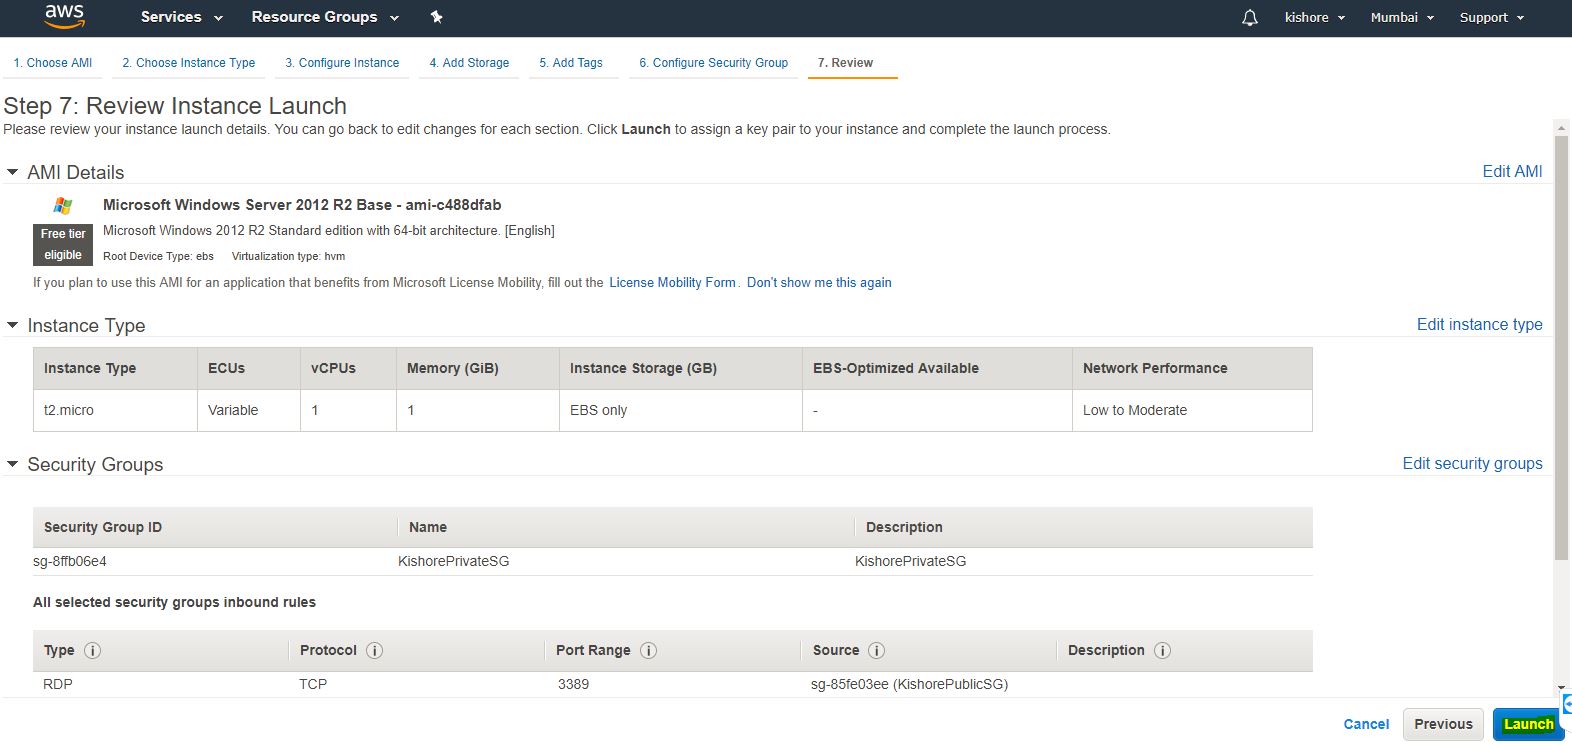 aws Services Resource Groups kishore Mumbai Support
1. Choose AMI 2. Choose Instance Type 3. Configure Instance 4. Add Storage 5. Add Tags 6. Configure Security Group 7. Review
Step 7: Review Instance Launch
Please review your instance launch details. You can go back to edit changes for each section. Click Launch to assign a key pair to your instance and complete the launch process.
AMI Details Edit AMI
Microsoft Windows Server 2012 R2 Base - ami-c488dfab
Free tier
eligible
Microsoft Windows 2012 R2 Standard edition with 64-bit architecture. [English]
Root Device Type: ebs Virtualization type: hvm
If you plan to use this AMI for an application that benefits from Microsoft License Mobility, fill out the License Mobility Form. Don't show me this again
Instance Type Edit instance type
Instance Type ECUs vCPUs Memory (GiB) Instance Storage (GB) EBS-Optimized Available Network Performance
t2.micro Variable 1 1 EBS only - Low to Moderate
Security Groups Edit security groups
Security Group ID Name Description
sg-8ffb06e4 KishorePrivateSG KishorePrivateSG
All selected security groups inbound rules
Type i Protocol i Port Range i Source i Description i
RDP TCP 3389 sg-85fe03ee (KishorePublicSG)
Cancel Previous Launch